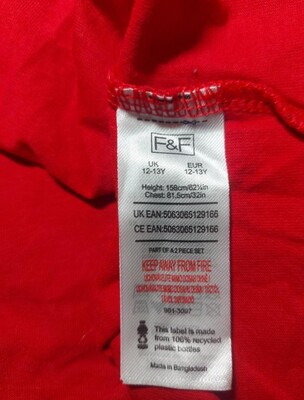 F&F
UK EUR
12-13Y 12-13Y
Height: 158cm/62¼in
Chest: 81.5cm/32in
UK EAN:5063065129166
CE EAN:5063065129166
PART OF A 2 PIECE SET
KEEP AWAY FROM FIRE
991-3097
This label is made
from 100% recycled
plastic bottles
Made in Bangladesh